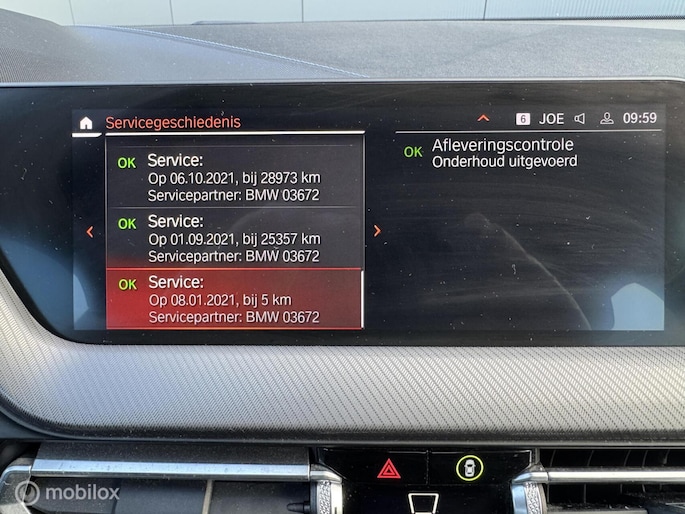 Servicegeschiedenis
6 JOE 09:59
OK Service:
Op 06.10.2021, bij 28973 km
Servicepartner: BMW 03672
OK Service:
Op 01.09.2021, bij 25357 km
Servicepartner: BMW 03672
OK Service:
Op 08.01.2021, bij 5 km
Servicepartner: BMW 03672
OK Afleveringscontrole
Onderhoud uitgevoerd
mobilox